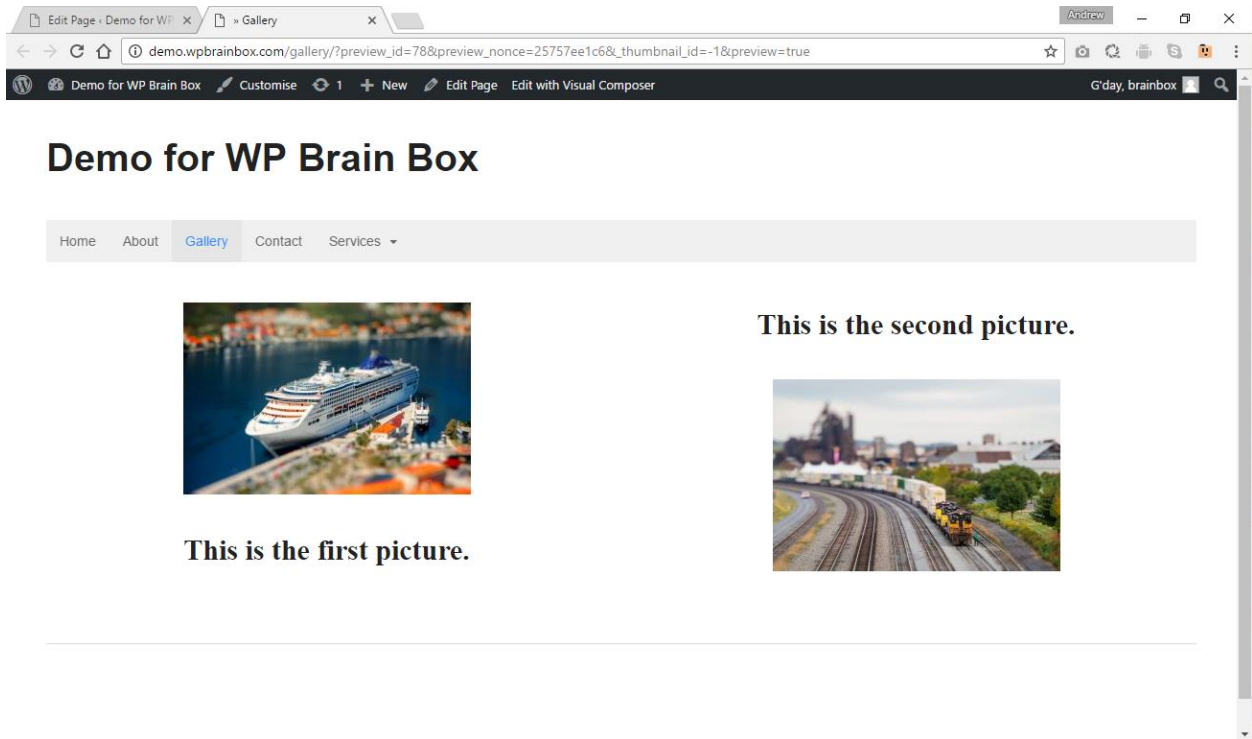 Edit Page ‹ Demo for WP
» Gallery
Andrew
demo.wpbrainbox.com/gallery/?preview_id=78&preview_nonce=25757ee1c6&_thumbnail_id=-1&preview=true
Demo for WP Brain Box Customise 1 New Edit Page Edit with Visual Composer G'day, brainbox
Demo for WP Brain Box
Home About Gallery Contact Services
This is the second picture.
This is the first picture.